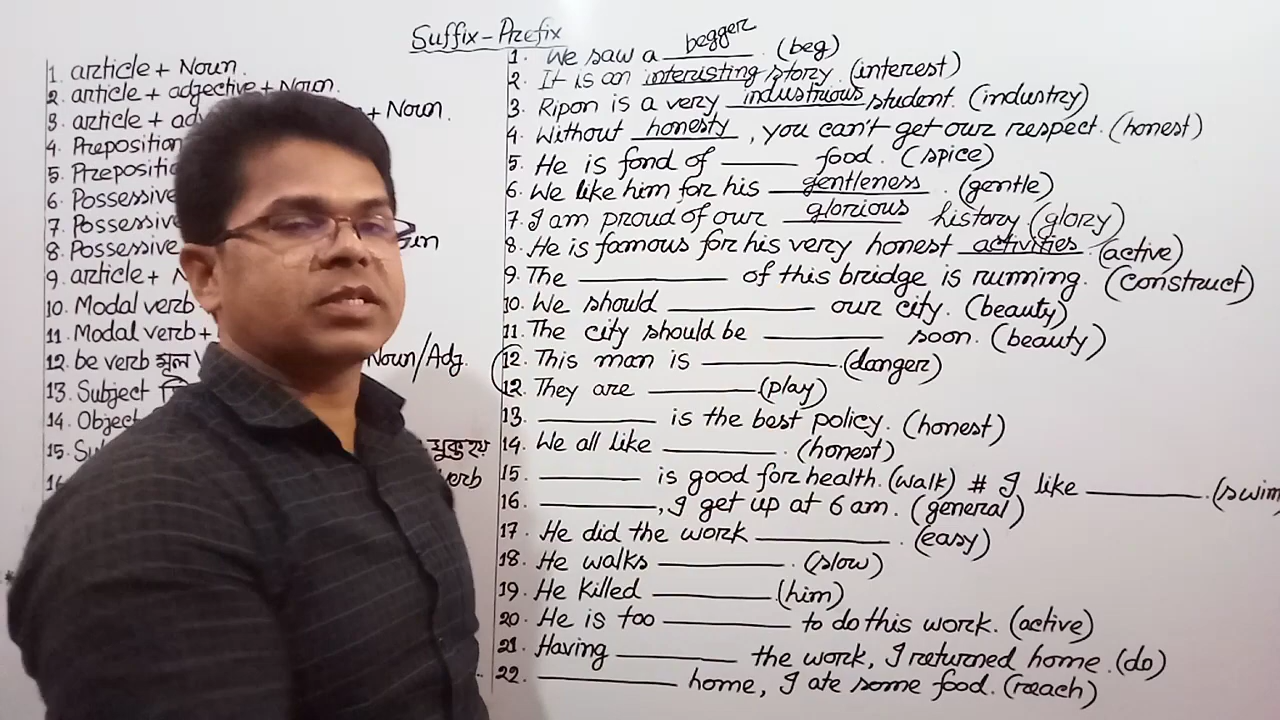 Suffix-Prefix
1. article + Noun.
2. article + adjective + Noun.
3. article + adv + Noun.
4. Preposition
5. Preposition
6. Possessive
7. Possessive
8. Possessive
9. article + N
10. Modal verb
11. Modal verb +
12. be verb মূল Noun/Adj.
13. Subject
14. Object
15. Su যুক্ত হয়
16. verb
1. We saw a begger. (beg)
2. It is an interisting story. (interest)
3. Ripon is a very industrious student. (industry)
4. Without honesty, you can't get our respect. (honest)
5. He is fond of ______ food. (spice)
6. We like him for his gentleness. (gentle)
7. I am proud of our glorious history (glory)
8. He is famous for his very honest activities. (active)
9. The ______ of this bridge is running. (construct)
10. We should ______ our city. (beauty)
11. The city should be ______ soon. (beauty)
12. This man is ______. (danger)
12. They are ______ (play)
13. ______ is the best policy. (honest)
14. We all like ______. (honest)
15. ______ is good for health. (walk) # I like ______. (swim
16. ______, I get up at 6 am. (general)
17. He did the work ______. (easy)
18. He walks ______. (slow)
19. He killed ______. (him)
20. He is too ______ to do this work. (active)
21. Having ______ the work, I returned home. (do)
22. ______ home, I ate some food. (reach)